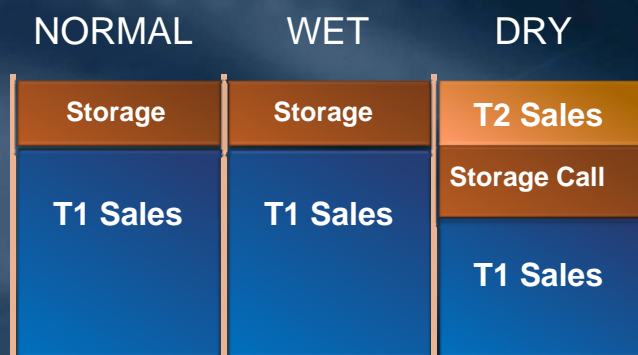 NORMAL WET DRY
Storage Storage T2 Sales
Storage Call
T1 Sales T1 Sales
T1 Sales